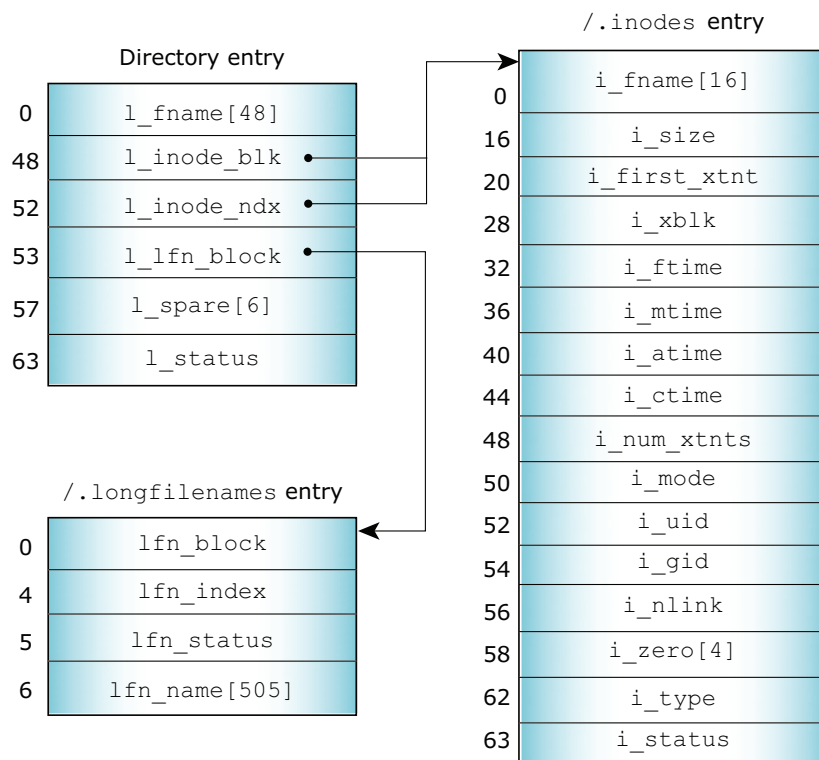 Directory entry
0 l_fname[48]
48 l_inode_blk
52 l_inode_ndx
53 l_lfn_block
57 l_spare[6]
63 l_status
/.longfilenames entry
0 lfn_block
4 lfn_index
5 lfn_status
6 lfn_name[505]
/.inodes entry
0 i_fname[16]
16 i_size
20 i_first_xtnt
28 i_xblk
32 i_ftime
36 i_mtime
40 i_atime
44 i_ctime
48 i_num_xtnts
50 i_mode
52 i_uid
54 i_gid
56 i_nlink
58 i_zero[4]
62 i_type
63 i_status